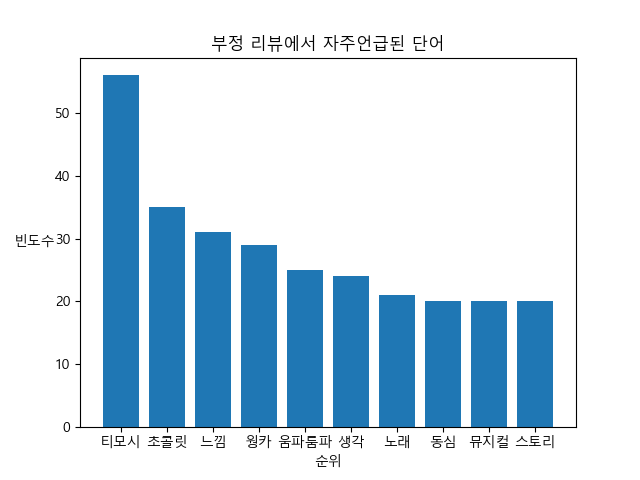 부정 리뷰에서 자주언급된 단어
50
40
빈도수 30
20
10
0
티모시 초콜릿 느낌 웡카 움파룸파 생각 노래 동심 뮤지컬 스토리
순위